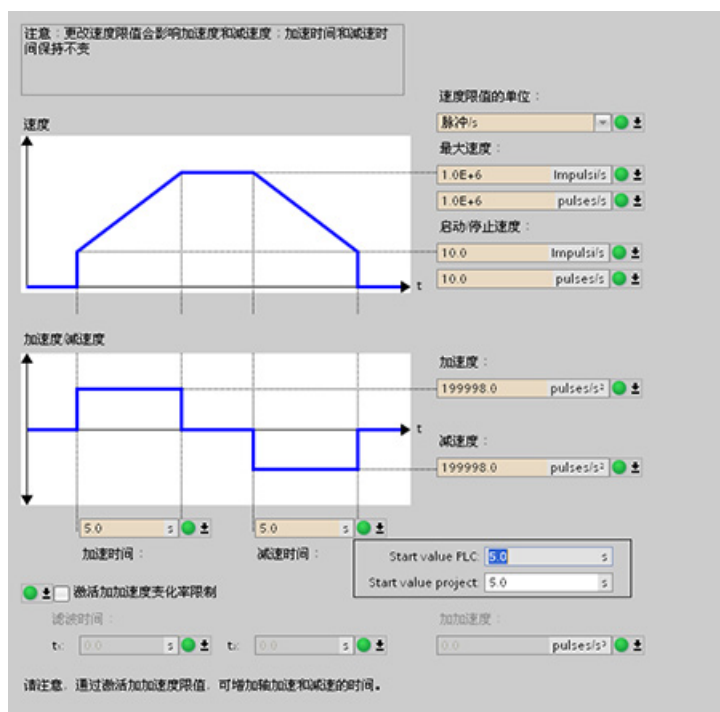 注意：更改速度限值会影响加速度和减速度：加速时间和减速时
间保持不变
速度限值的单位：
脉冲/s
速度
最大速度：
1.0E+6 Impulsi/s
1.0E+6 pulses/s
启动/停止速度：
10.0 Impulsi/s
10.0 pulses/s
t
加速度/减速度
加速度：
199998.0 pulses/s²
t
减速度：
199998.0 pulses/s²
5.0 s
5.0 s
加速时间：
减速时间：
Start value PLC: 5.0 s
Start value project: 5.0 s
激活加加速度变化率限制
滤波时间：
加加速度：
t₁: 0.0 s
t₂: 0.0 s
0.0 pulses/s³
请注意，通过激活加加速度限值，可增加轴加速和减速的时间。